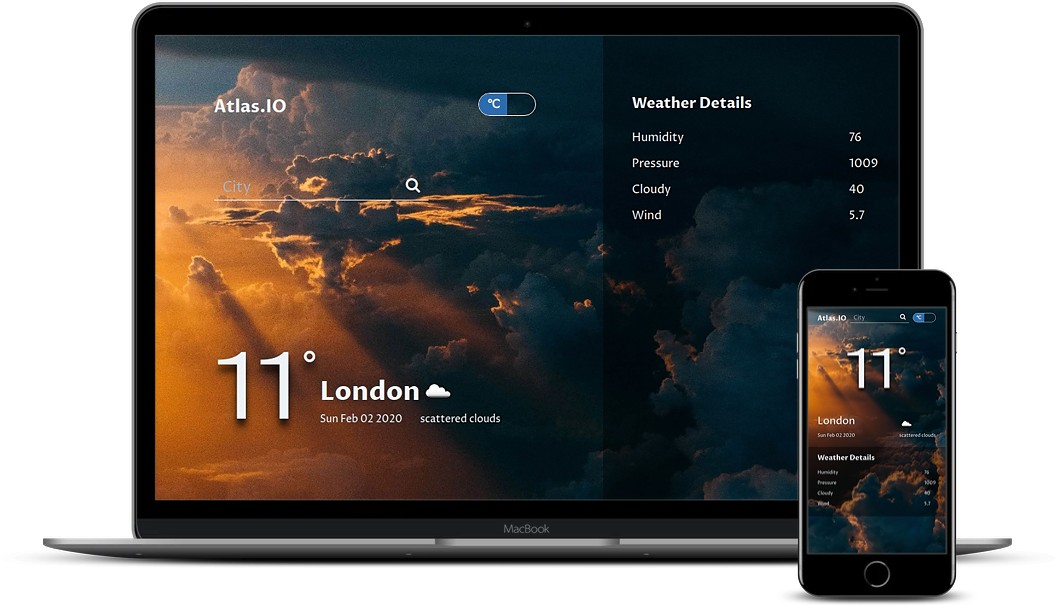 Atlas.IO
°C
Weather Details
Humidity 76
Pressure 1009
Cloudy 40
Wind 5.7
City
11°
London
Sun Feb 02 2020 scattered clouds
MacBook
Atlas.IO City °C
11°
London
Sun Feb 02 2020 scattered clouds
Weather Details
Humidity 76
Pressure 1009
Cloudy 40
Wind 5.7